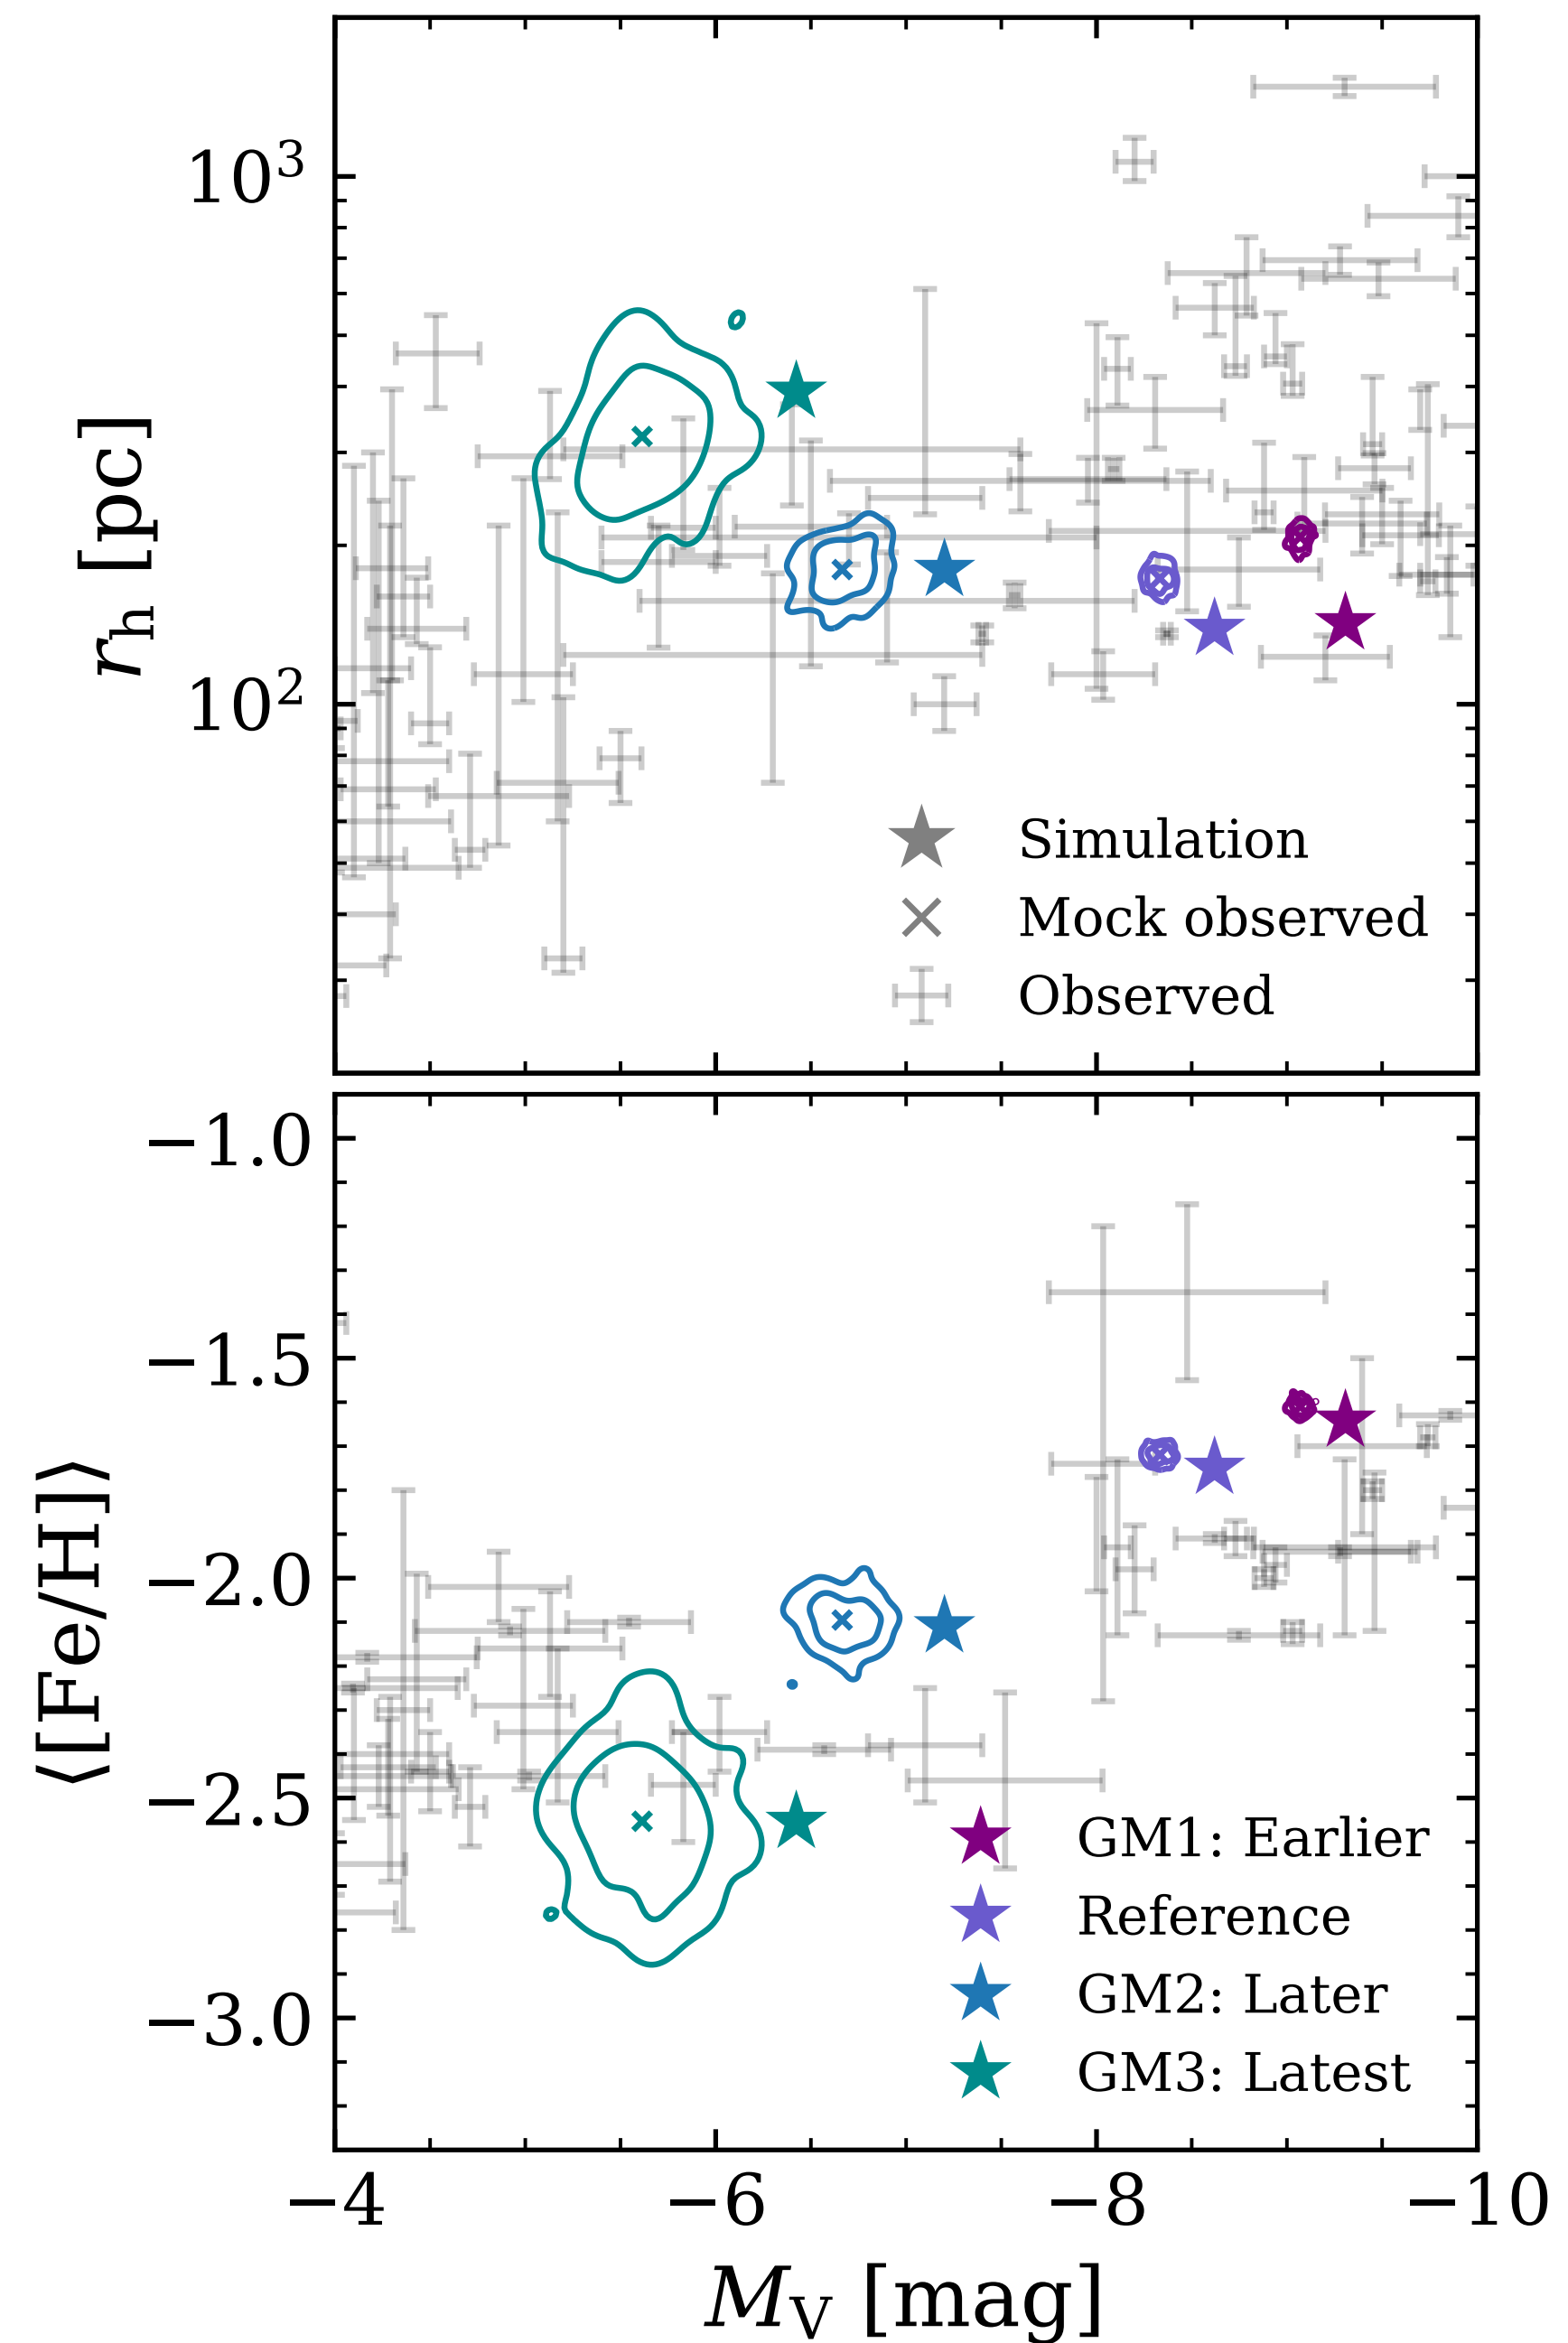 10³
10²
r_h [pc]
Simulation
Mock observed
Observed
−1.0
−1.5
−2.0
−2.5
−3.0
⟨[Fe/H]⟩
GM1: Earlier
Reference
GM2: Later
GM3: Latest
−4 −6 −8 −10
M_V [mag]